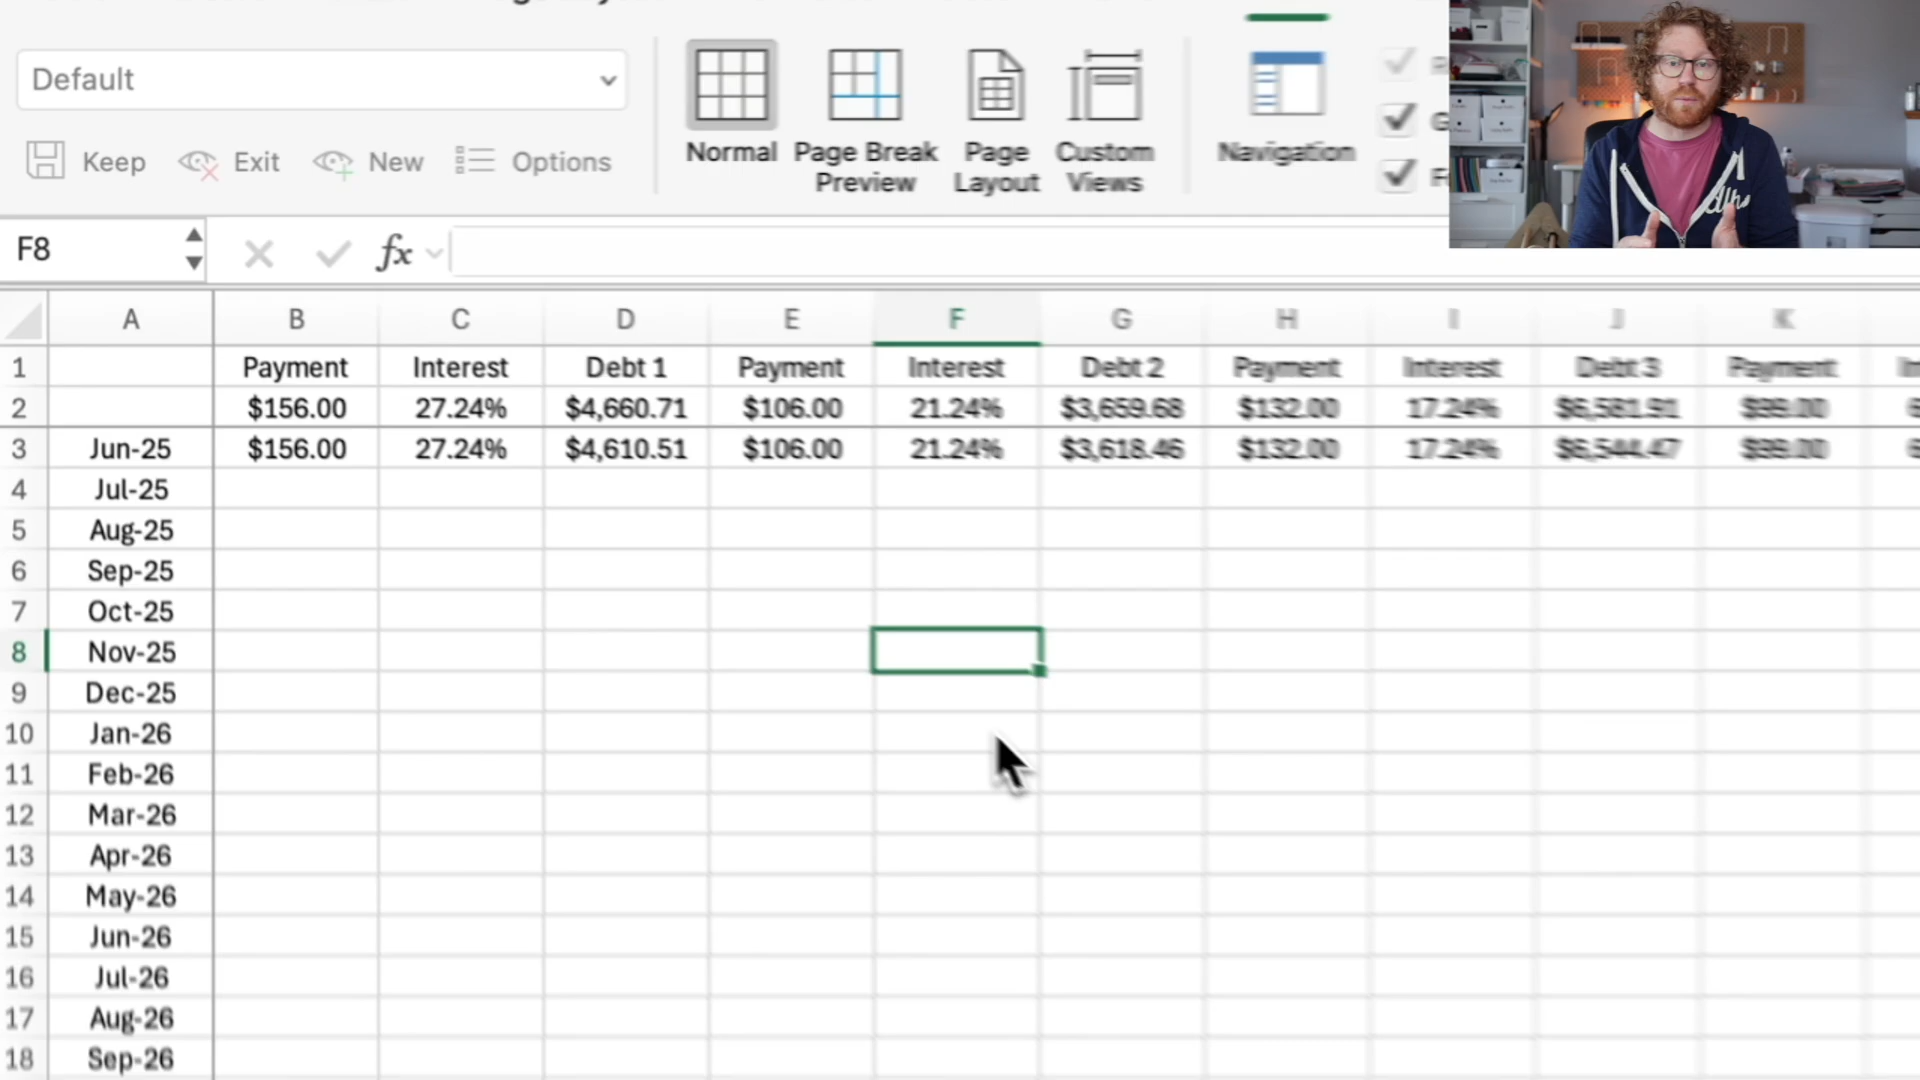 Default
Keep Exit New Options
Normal Page Break Preview Page Layout Custom Views Navigation
F8 fx
A B C D E F G H I J K
1 Payment Interest Debt 1 Payment Interest Debt 2 Payment Interest Debt 3 Payment
2 $156.00 27.24% $4,660.71 $106.00 21.24% $3,659.68 $132.00 17.24% $6,581.91 $99.00
3 Jun-25 $156.00 27.24% $4,610.51 $106.00 21.24% $3,618.46 $132.00 17.24% $6,544.47 $99.00
4 Jul-25
5 Aug-25
6 Sep-25
7 Oct-25
8 Nov-25
9 Dec-25
10 Jan-26
11 Feb-26
12 Mar-26
13 Apr-26
14 May-26
15 Jun-26
16 Jul-26
17 Aug-26
18 Sep-26